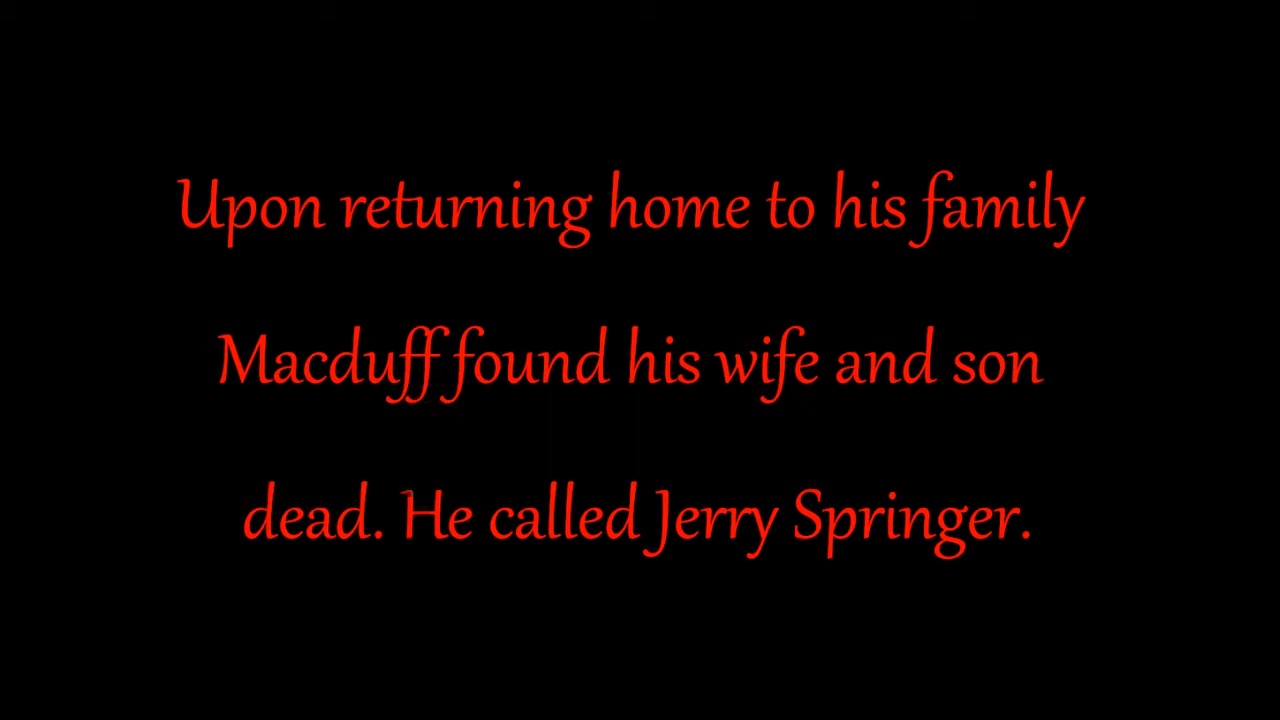 Upon returning home to his family
Macduff found his wife and son
dead. He called Jerry Springer.